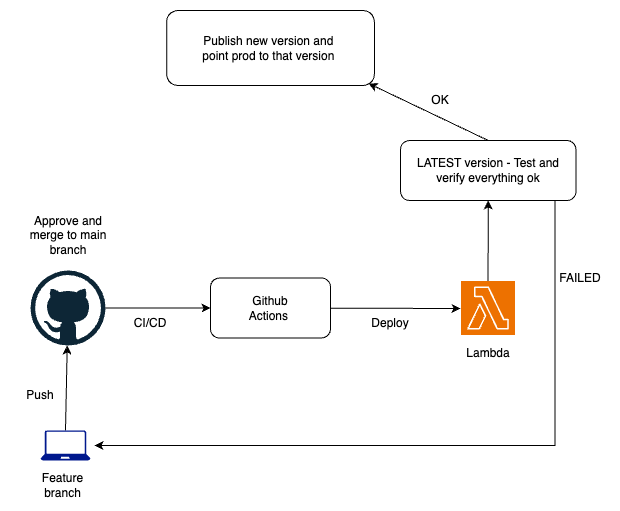 Publish new version and
point prod to that version
OK
LATEST version - Test and
verify everything ok
Approve and
merge to main
branch
FAILED
Github
Actions
CI/CD
Deploy
Lambda
Push
Feature
branch